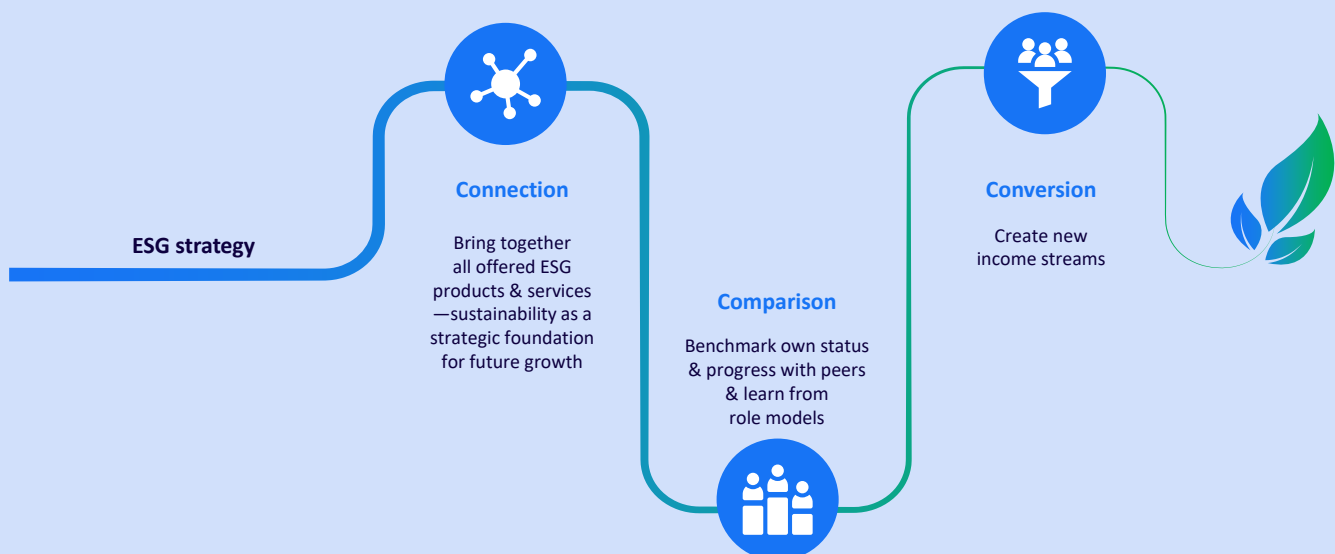 ESG strategy
Connection
Bring together
all offered ESG
products & services
—sustainability as a
strategic foundation
for future growth
Comparison
Benchmark own status
& progress with peers
& learn from
role models
Conversion
Create new
income streams